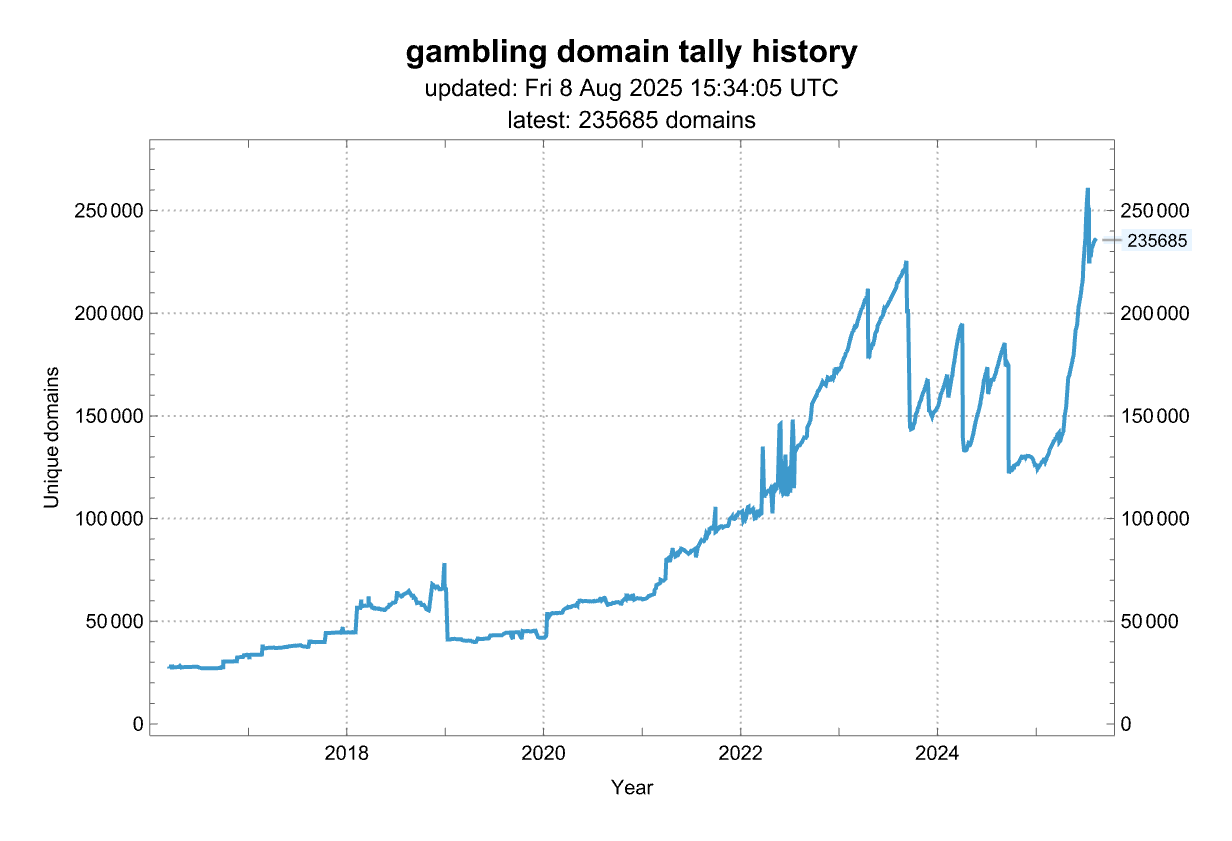 gambling domain tally history
updated: Fri 8 Aug 2025 15:34:05 UTC
latest: 235685 domains
Unique domains
250 000
200 000
150 000
100 000
50 000
0
250 000
235685
200 000
150 000
100 000
50 000
0
2018 2020 2022 2024
Year